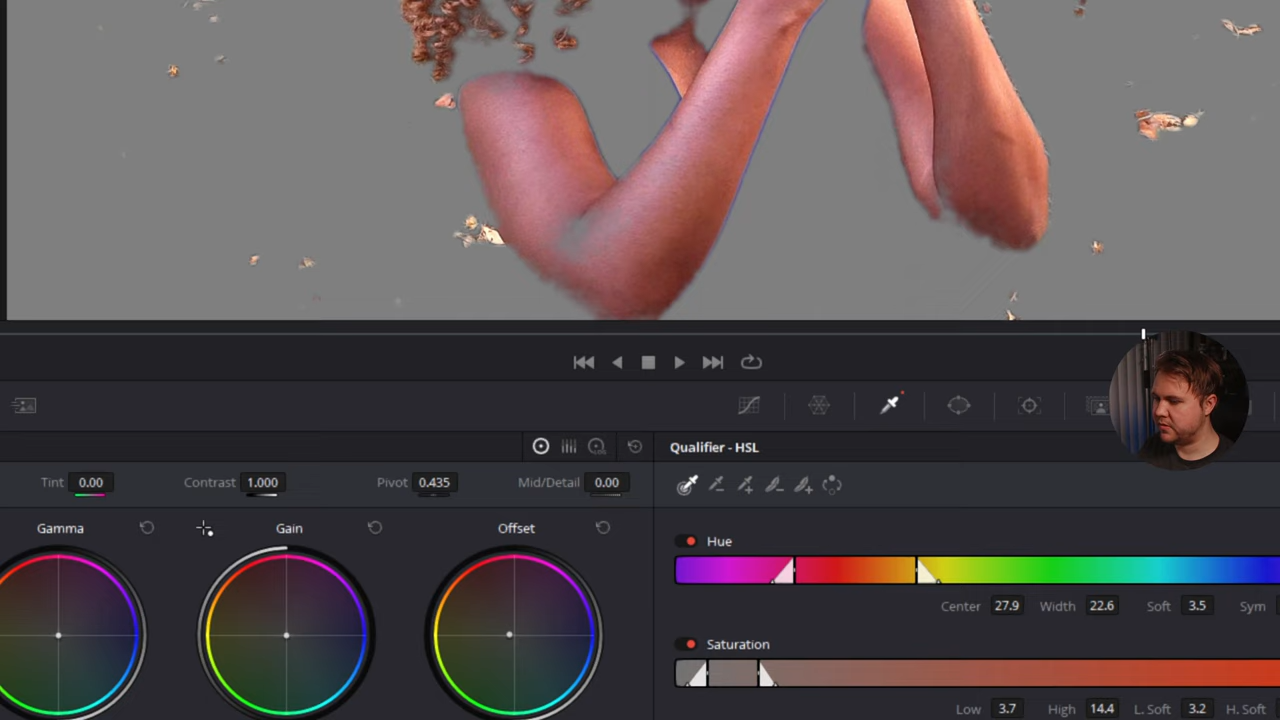 Qualifier - HSL
Tint 0.00 Contrast 1.000 Pivot 0.435 Mid/Detail 0.00
Gamma Gain Offset
Hue
Center 27.9 Width 22.6 Soft 3.5 Sym
Saturation
Low 3.7 High 14.4 L. Soft 3.2 H. Soft